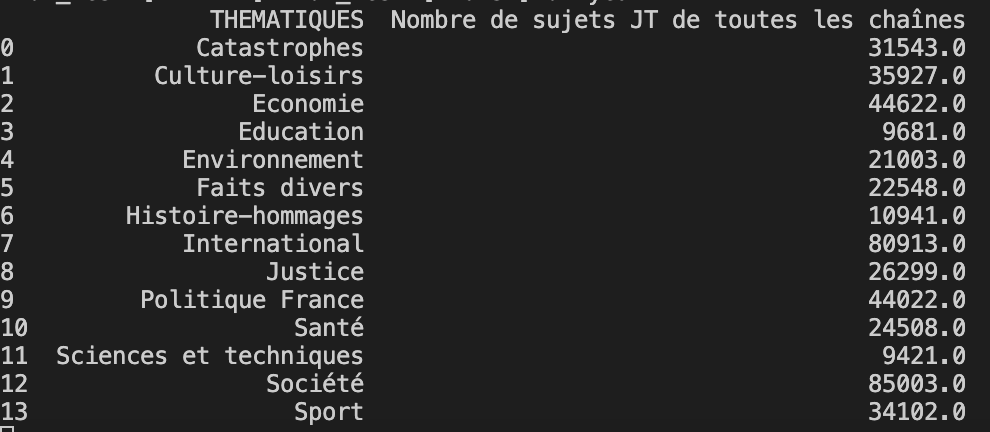 THEMATIQUES Nombre de sujets JT de toutes les chaînes
0 Catastrophes 31543.0
1 Culture-loisirs 35927.0
2 Economie 44622.0
3 Education 9681.0
4 Environnement 21003.0
5 Faits divers 22548.0
6 Histoire-hommages 10941.0
7 International 80913.0
8 Justice 26299.0
9 Politique France 44022.0
10 Santé 24508.0
11 Sciences et techniques 9421.0
12 Société 85003.0
13 Sport 34102.0